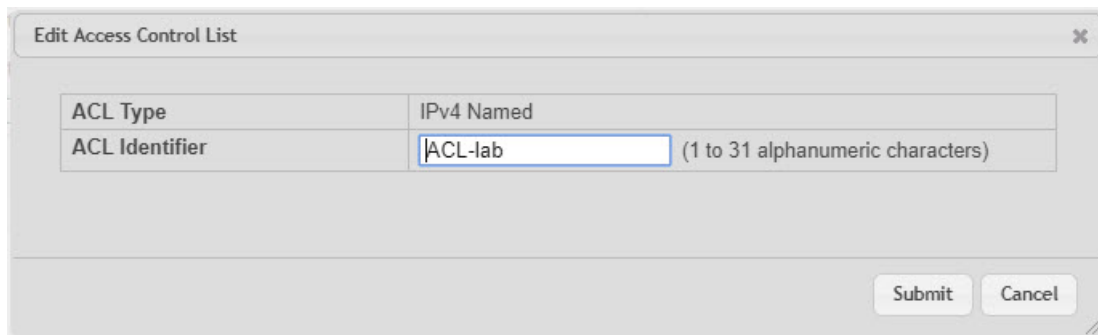 Edit Access Control List
ACL Type IPv4 Named
ACL Identifier ACL-lab (1 to 31 alphanumeric characters)
Submit Cancel